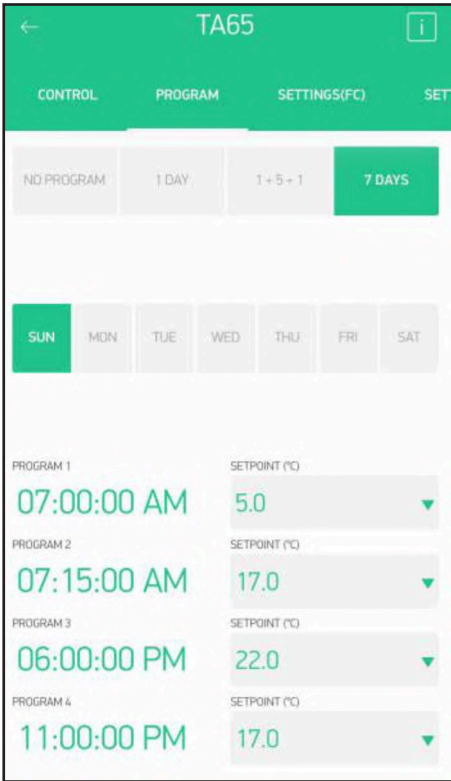 ← TA65 i
CONTROL PROGRAM SETTINGS(FC) SET
NO PROGRAM 1 DAY 1 + 5 + 1 7 DAYS
SUN MON TUE WED THU FRI SAT
PROGRAM 1 SETPOINT (°C)
07:00:00 AM 5.0
PROGRAM 2 SETPOINT (°C)
07:15:00 AM 17.0
PROGRAM 3 SETPOINT (°C)
06:00:00 PM 22.0
PROGRAM 4 SETPOINT (°C)
11:00:00 PM 17.0